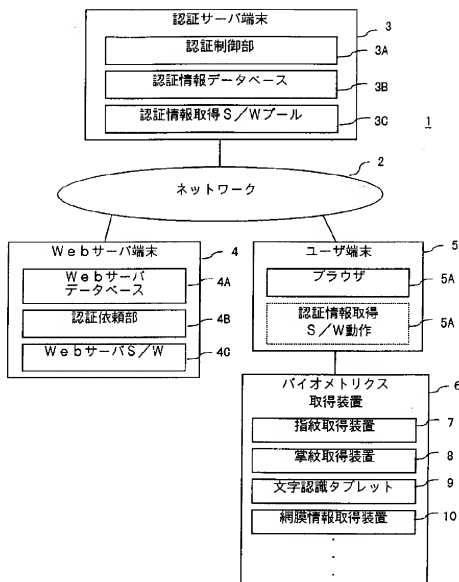 認証サーバ端末
3
認証制御部
3A
認証情報データベース
3B
認証情報取得S/Wプール
3C
1
2
ネットワーク
Webサーバ端末
4
Webサーバ
データベース
4A
認証依頼部
4B
WebサーバS/W
4C
ユーザ端末
5
ブラウザ
5A
認証情報取得
S/W動作
5A
バイオメトリクス
取得装置
6
指紋取得装置
7
掌紋取得装置
8
文字認識タブレット
9
網膜情報取得装置
10